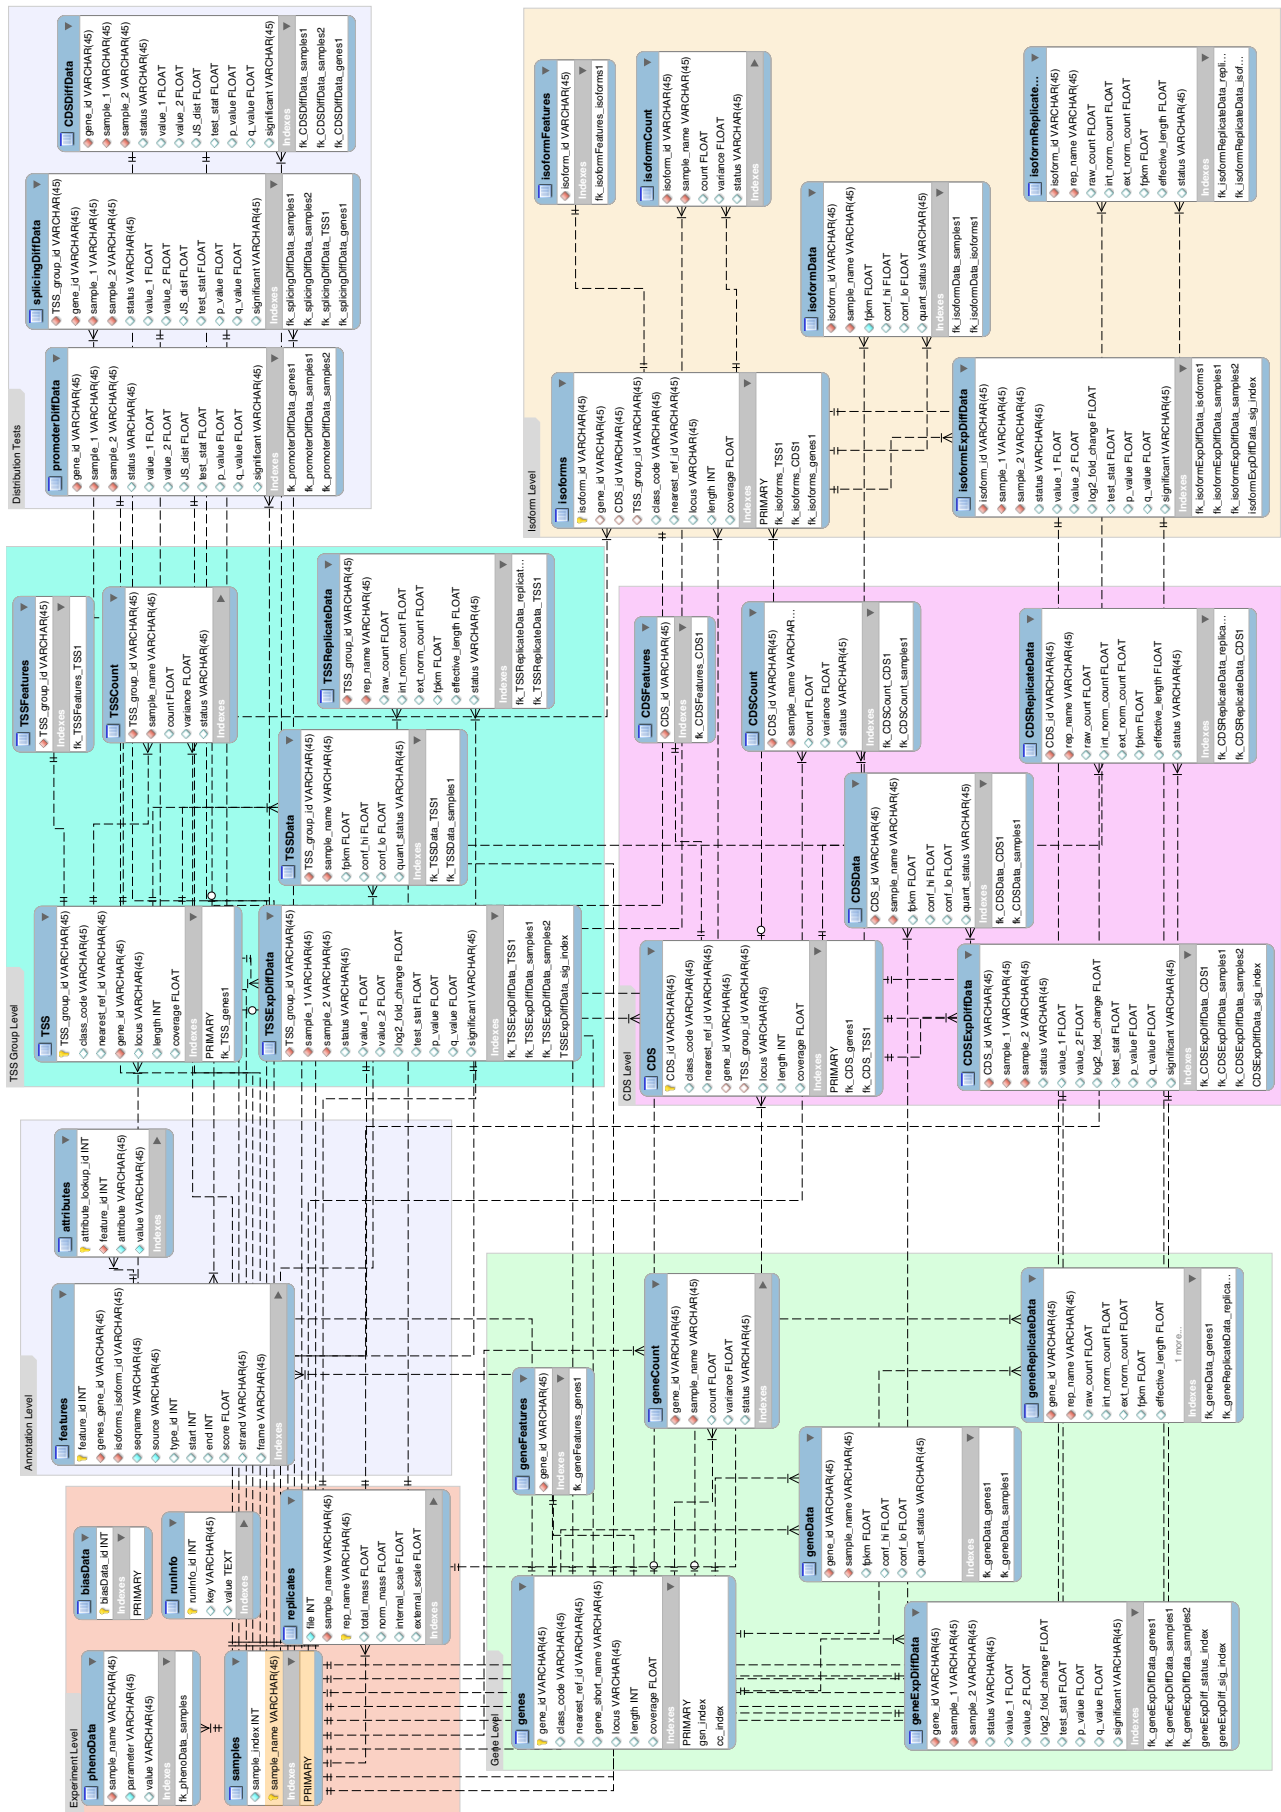 Experiment Level
phenoData
sample_name VARCHAR(45)
parameter VARCHAR(45)
value VARCHAR(45)
Indexes
fk_phenoData_samples
biasData
biasData_id INT
Indexes
PRIMARY
runInfo
runInfo_id INT
key VARCHAR(45)
value TEXT
Indexes
samples
sample_index INT
sample_name VARCHAR(45)
Indexes
PRIMARY
replicates
file INT
sample_name VARCHAR(45)
rep_name VARCHAR(45)
total_mass FLOAT
norm_mass FLOAT
internal_scale FLOAT
external_scale FLOAT
Indexes
Annotation Level
features
feature_id INT
genes_gene_id VARCHAR(45)
isoforms_isoform_id VARCHAR(45)
seqname VARCHAR(45)
source VARCHAR(45)
type_id INT
start INT
end INT
score FLOAT
strand VARCHAR(45)
frame VARCHAR(45)
Indexes
attributes
attribute_lookup_id INT
feature_id INT
attribute VARCHAR(45)
value VARCHAR(45)
Indexes
TSS Group Level
TSS
TSS_group_id VARCHAR(45)
class_code VARCHAR(45)
nearest_ref_id VARCHAR(45)
gene_id VARCHAR(45)
locus VARCHAR(45)
length INT
coverage FLOAT
Indexes
PRIMARY
fk_TSS_genes1
TSSFeatures
TSS_group_id VARCHAR(45)
Indexes
fk_TSSFeatures_TSS1
TSSCount
TSS_group_id VARCHAR(45)
sample_name VARCHAR(45)
count FLOAT
variance FLOAT
status VARCHAR(45)
Indexes
TSSExpDiffData
TSS_group_id VARCHAR(45)
sample_1 VARCHAR(45)
sample_2 VARCHAR(45)
status VARCHAR(45)
value_1 FLOAT
value_2 FLOAT
log2_fold_change FLOAT
test_stat FLOAT
p_value FLOAT
q_value FLOAT
significant VARCHAR(45)
Indexes
fk_TSSExpDiffData_TSS1
fk_TSSExpDiffData_samples1
fk_TSSExpDiffData_samples2
TSSExpDiffData_sig_index
TSSData
TSS_group_id VARCHAR(45)
sample_name VARCHAR(45)
fpkm FLOAT
conf_hi FLOAT
conf_lo FLOAT
quant_status VARCHAR(45)
Indexes
fk_TSSData_TSS1
fk_TSSData_samples1
TSSReplicateData
TSS_group_id VARCHAR(45)
rep_name VARCHAR(45)
raw_count FLOAT
int_norm_count FLOAT
ext_norm_count FLOAT
fpkm FLOAT
effective_length FLOAT
status VARCHAR(45)
Indexes
fk_TSSReplicateData_replicat...
fk_TSSReplicateData_TSS1
Distribution Tests
promoterDiffData
gene_id VARCHAR(45)
sample_1 VARCHAR(45)
sample_2 VARCHAR(45)
status VARCHAR(45)
value_1 FLOAT
value_2 FLOAT
JS_dist FLOAT
test_stat FLOAT
p_value FLOAT
q_value FLOAT
significant VARCHAR(45)
Indexes
fk_promoterDiffData_genes1
fk_promoterDiffData_samples1
fk_promoterDiffData_samples2
splicingDiffData
TSS_group_id VARCHAR(45)
gene_id VARCHAR(45)
sample_1 VARCHAR(45)
sample_2 VARCHAR(45)
status VARCHAR(45)
value_1 FLOAT
value_2 FLOAT
JS_dist FLOAT
test_stat FLOAT
p_value FLOAT
q_value FLOAT
significant VARCHAR(45)
Indexes
fk_splicingDiffData_samples1
fk_splicingDiffData_samples2
fk_splicingDiffData_TSS1
fk_splicingDiffData_genes1
CDSDiffData
gene_id VARCHAR(45)
sample_1 VARCHAR(45)
sample_2 VARCHAR(45)
status VARCHAR(45)
value_1 FLOAT
value_2 FLOAT
JS_dist FLOAT
test_stat FLOAT
p_value FLOAT
q_value FLOAT
significant VARCHAR(45)
Indexes
fk_CDSDiffData_samples1
fk_CDSDiffData_samples2
fk_CDSDiffData_genes1
Gene Level
genes
gene_id VARCHAR(45)
class_code VARCHAR(45)
nearest_ref_id VARCHAR(45)
gene_short_name VARCHAR(45)
locus VARCHAR(45)
length INT
coverage FLOAT
Indexes
PRIMARY
gsn_index
cc_index
geneFeatures
gene_id VARCHAR(45)
Indexes
fk_geneFeatures_genes1
geneCount
gene_id VARCHAR(45)
sample_name VARCHAR(45)
count FLOAT
variance FLOAT
status VARCHAR(45)
Indexes
geneData
gene_id VARCHAR(45)
sample_name VARCHAR(45)
fpkm FLOAT
conf_hi FLOAT
conf_lo FLOAT
quant_status VARCHAR(45)
Indexes
fk_geneData_genes1
fk_geneData_samples1
geneExpDiffData
gene_id VARCHAR(45)
sample_1 VARCHAR(45)
sample_2 VARCHAR(45)
status VARCHAR(45)
value_1 FLOAT
value_2 FLOAT
log2_fold_change FLOAT
test_stat FLOAT
p_value FLOAT
q_value FLOAT
significant VARCHAR(45)
Indexes
fk_geneExpDiffData_genes1
fk_geneExpDiffData_samples1
fk_geneExpDiffData_samples2
geneExpDiff_status_index
geneExpDiff_sig_index
geneReplicateData
gene_id VARCHAR(45)
rep_name VARCHAR(45)
raw_count FLOAT
int_norm_count FLOAT
ext_norm_count FLOAT
fpkm FLOAT
effective_length FLOAT
1 more...
Indexes
fk_geneData_genes1
fk_geneReplicateData_replica...
CDS Level
CDS
CDS_id VARCHAR(45)
class_code VARCHAR(45)
nearest_ref_id VARCHAR(45)
gene_id VARCHAR(45)
TSS_group_id VARCHAR(45)
locus VARCHAR(45)
length INT
coverage FLOAT
Indexes
PRIMARY
fk_CDS_genes1
fk_CDS_TSS1
CDSFeatures
CDS_id VARCHAR(45)
Indexes
fk_CDSFeatures_CDS1
CDSCount
CDS_id VARCHAR(45)
sample_name VARCHAR...
count FLOAT
variance FLOAT
status VARCHAR(45)
Indexes
fk_CDSCount_CDS1
fk_CDSCount_samples1
CDSData
CDS_id VARCHAR(45)
sample_name VARCHAR(45)
fpkm FLOAT
conf_hi FLOAT
conf_lo FLOAT
quant_status VARCHAR(45)
Indexes
fk_CDSData_CDS1
fk_CDSData_samples1
CDSExpDiffData
CDS_id VARCHAR(45)
sample_1 VARCHAR(45)
sample_2 VARCHAR(45)
status VARCHAR(45)
value_1 FLOAT
value_2 FLOAT
log2_fold_change FLOAT
test_stat FLOAT
p_value FLOAT
q_value FLOAT
significant VARCHAR(45)
Indexes
fk_CDSExpDiffData_CDS1
fk_CDSExpDiffData_samples1
fk_CDSExpDiffData_samples2
CDSExpDiffData_sig_index
CDSReplicateData
CDS_id VARCHAR(45)
rep_name VARCHAR(45)
raw_count FLOAT
int_norm_count FLOAT
ext_norm_count FLOAT
fpkm FLOAT
effective_length FLOAT
status VARCHAR(45)
Indexes
fk_CDSReplicateData_replica...
fk_CDSReplicateData_CDS1
Isoform Level
isoforms
isoform_id VARCHAR(45)
gene_id VARCHAR(45)
CDS_id VARCHAR(45)
TSS_group_id VARCHAR(45)
class_code VARCHAR(45)
nearest_ref_id VARCHAR(45)
locus VARCHAR(45)
length INT
coverage FLOAT
Indexes
PRIMARY
fk_isoforms_TSS1
fk_isoforms_CDS1
fk_isoforms_genes1
isoformFeatures
isoform_id VARCHAR(45)
Indexes
fk_isoformFeatures_isoforms1
isoformCount
isoform_id VARCHAR(45)
sample_name VARCHAR(45)
count FLOAT
variance FLOAT
status VARCHAR(45)
Indexes
isoformData
isoform_id VARCHAR(45)
sample_name VARCHAR(45)
fpkm FLOAT
conf_hi FLOAT
conf_lo FLOAT
quant_status VARCHAR(45)
Indexes
fk_isoformData_samples1
fk_isoformData_isoforms1
isoformExpDiffData
isoform_id VARCHAR(45)
sample_1 VARCHAR(45)
sample_2 VARCHAR(45)
status VARCHAR(45)
value_1 FLOAT
value_2 FLOAT
log2_fold_change FLOAT
test_stat FLOAT
p_value FLOAT
q_value FLOAT
significant VARCHAR(45)
Indexes
fk_isoformExpDiffData_isoforms1
fk_isoformExpDiffData_samples1
fk_isoformExpDiffData_samples2
isoformExpDiffData_sig_index
isoformReplicate...
isoform_id VARCHAR(45)
rep_name VARCHAR(45)
raw_count FLOAT
int_norm_count FLOAT
ext_norm_count FLOAT
fpkm FLOAT
effective_length FLOAT
status VARCHAR(45)
Indexes
fk_isoformReplicateData_repli...
fk_isoformReplicateData_isof...